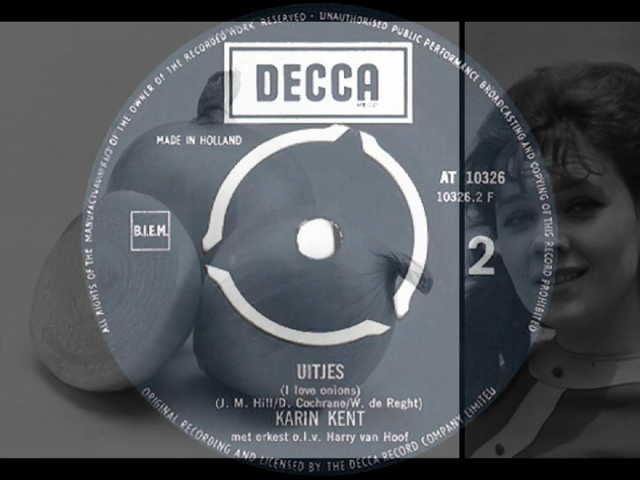 ALL RIGHTS OF THE MANUFACTURER AND OF THE OWNER OF THE RECORDED WORK RESERVED - UNAUTHORISED PUBLIC PERFORMANCE BROADCASTING AND COPYING OF THIS RECORD PROHIBITED
DECCA
MADE IN HOLLAND
AT 10326
10326.2 F
B.I.E.M.
2
UITJES
(I love onions)
(J. M. Hill/D. Cochrane/W. de Reght)
KARIN KENT
met orkest o.l.v. Harry van Hoof
ORIGINAL RECORDING AND LICENSED BY THE DECCA RECORD COMPANY LIMITED